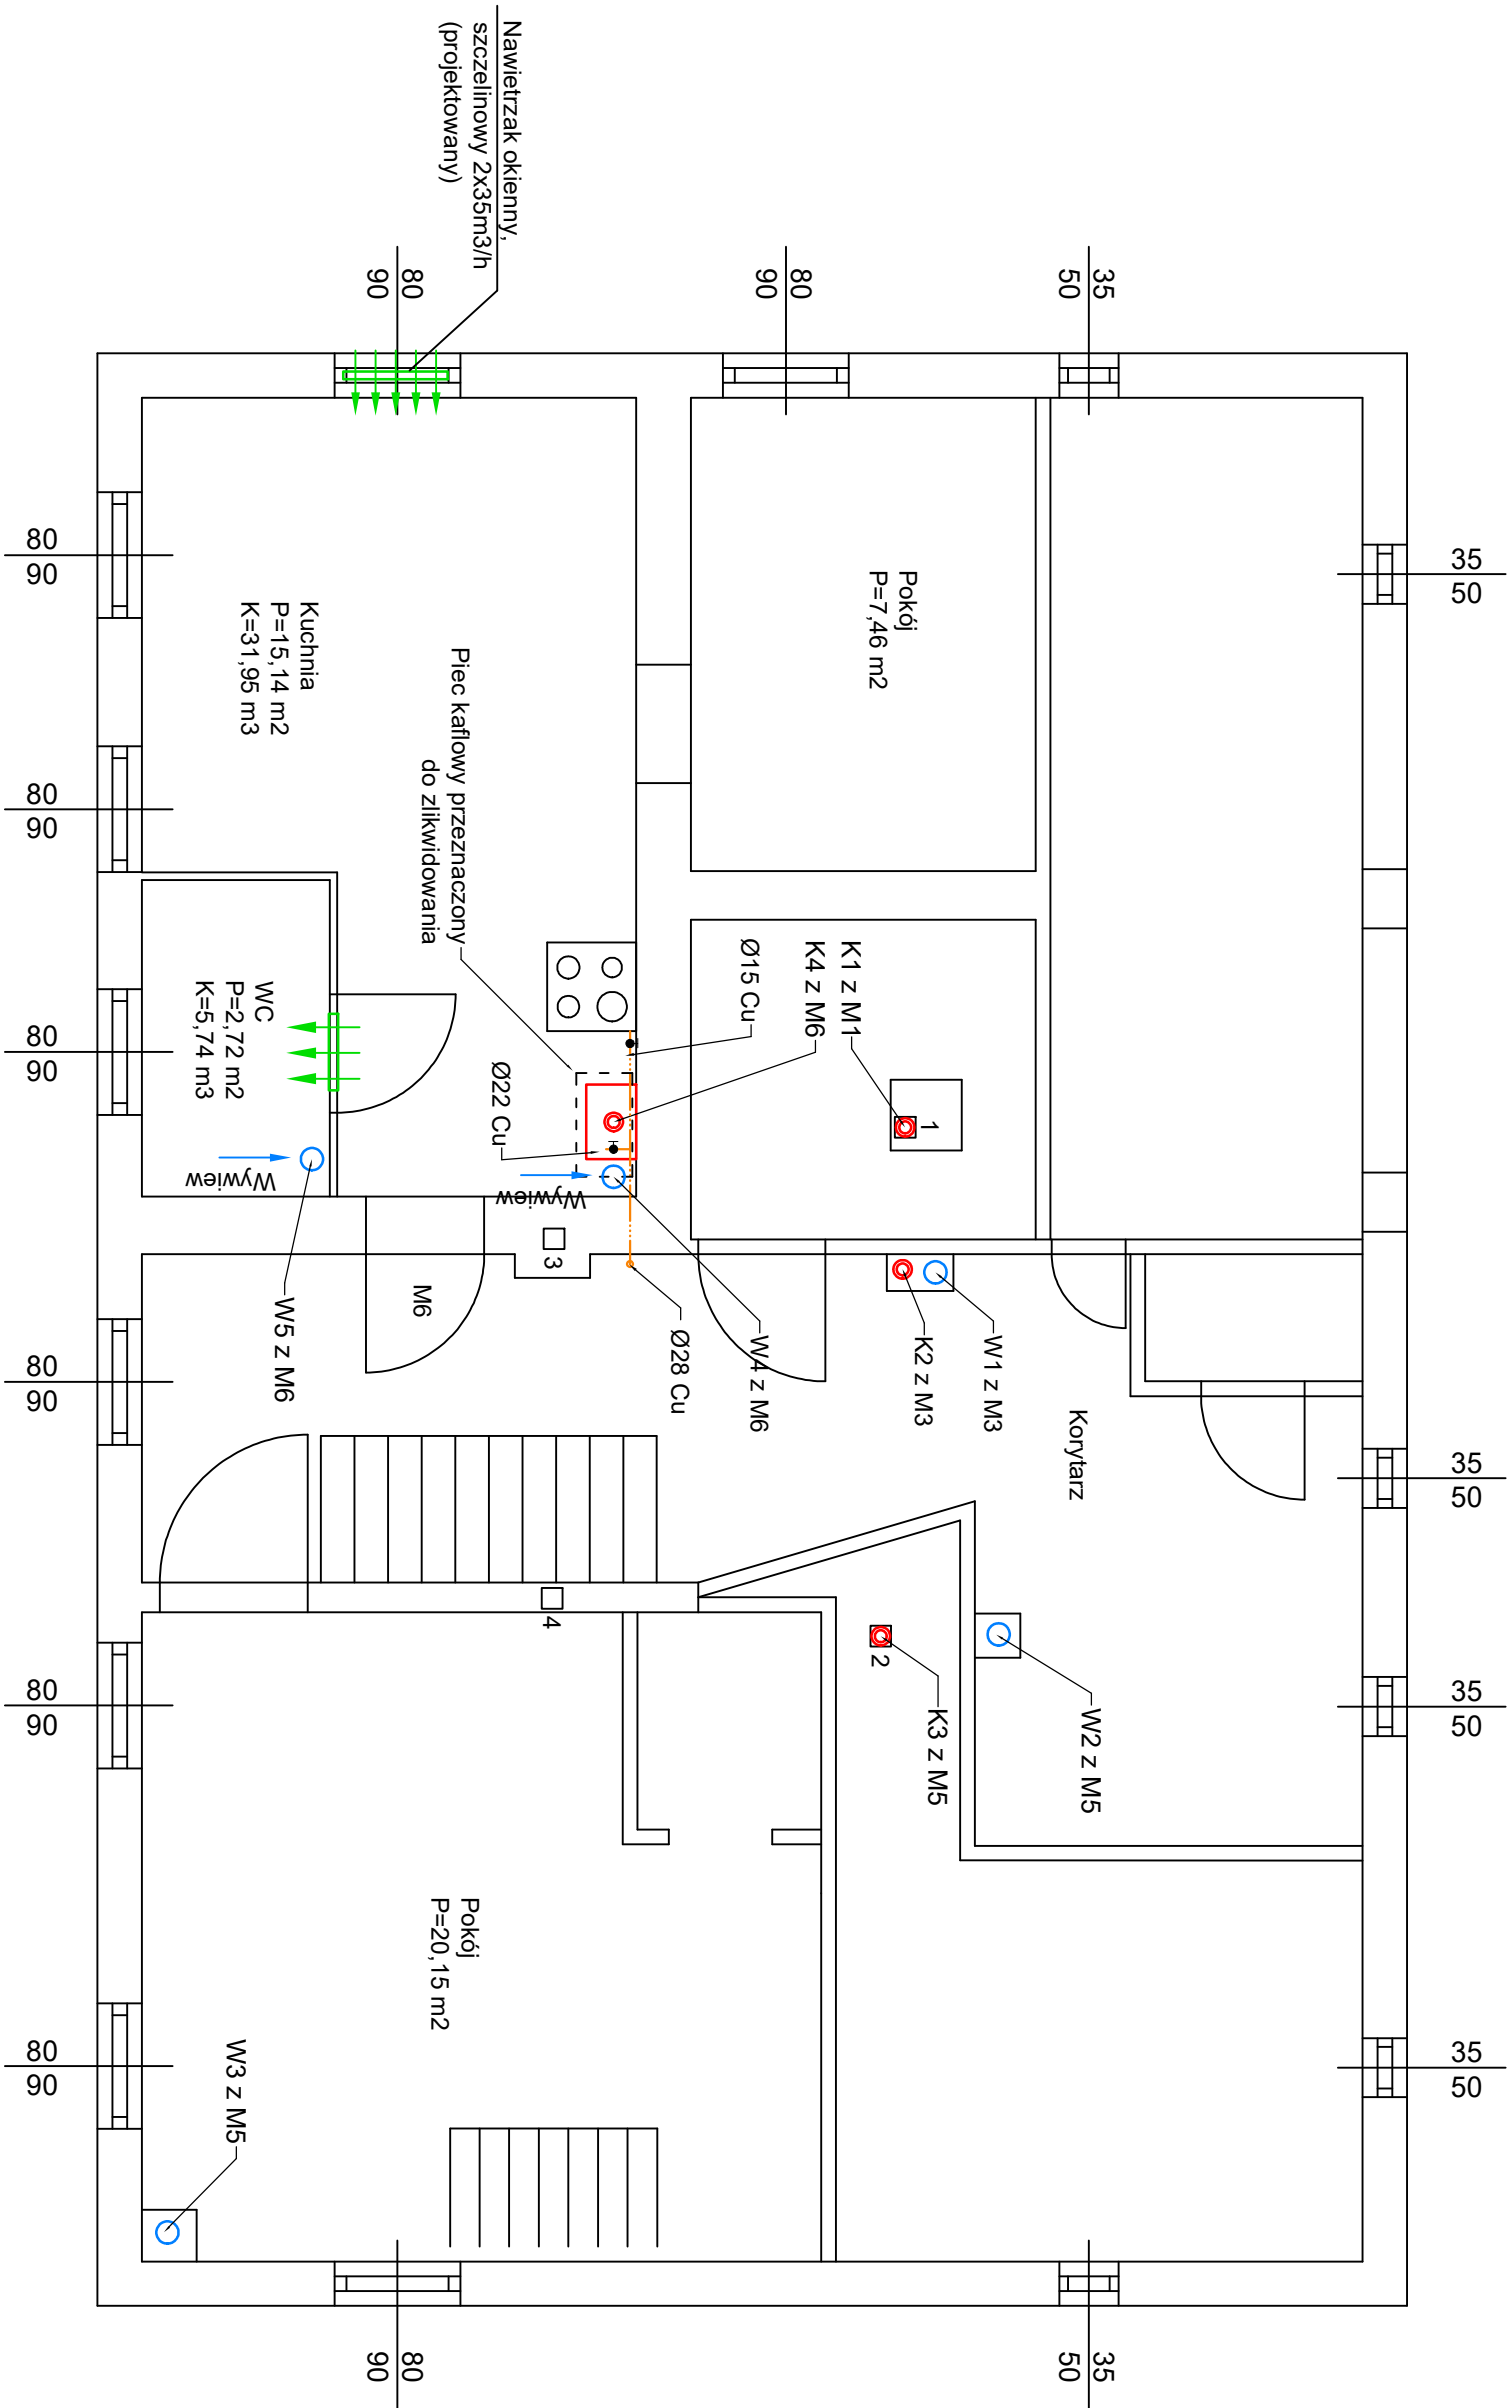 Nawietrzak okienny,
szczelinowy 2x35m3/h
(projektowany)
80
90
80
90
35
50
35
50
35
50
35
50
35
50
80
90
80
90
80
90
80
90
80
90
80
90
80
90
35
50
Pokój
P=7,46 m2
Kuchnia
P=15,14 m2
K=31,95 m3
Piec kaflowy przeznaczony
do zlikwidowania
WC
P=2,72 m2
K=5,74 m3
Ø15 Cu
K4 z M6
K1 z M1
1
Ø22 Cu
Wywiew
Wywiew
3
M6
W5 z M6
Ø28 Cu
W4 z M6
K2 z M3
W1 z M3
Korytarz
4
2
K3 z M5
W2 z M5
Pokój
P=20,15 m2
W3 z M5